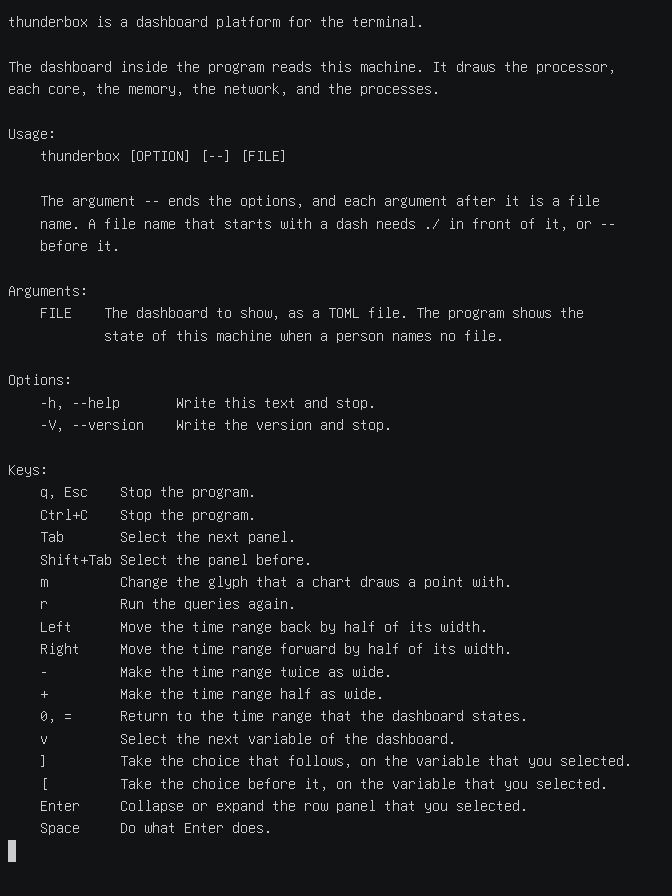 thunderbox is a dashboard platform for the terminal.

The dashboard inside the program reads this machine. It draws the processor,
each core, the memory, the network, and the processes.

Usage:
    thunderbox [OPTION] [--] [FILE]

    The argument -- ends the options, and each argument after it is a file
    name. A file name that starts with a dash needs ./ in front of it, or --
    before it.

Arguments:
    FILE    The dashboard to show, as a TOML file. The program shows the
            state of this machine when a person names no file.

Options:
    -h, --help       Write this text and stop.
    -V, --version    Write the version and stop.

Keys:
    q, Esc    Stop the program.
    Ctrl+C    Stop the program.
    Tab       Select the next panel.
    Shift+Tab Select the panel before.
    m         Change the glyph that a chart draws a point with.
    r         Run the queries again.
    Left      Move the time range back by half of its width.
    Right     Move the time range forward by half of its width.
    -         Make the time range twice as wide.
    +         Make the time range half as wide.
    0, =      Return to the time range that the dashboard states.
    v         Select the next variable of the dashboard.
    ]         Take the choice that follows, on the variable that you selected.
    [         Take the choice before it, on the variable that you selected.
    Enter     Collapse or expand the row panel that you selected.
    Space     Do what Enter does.